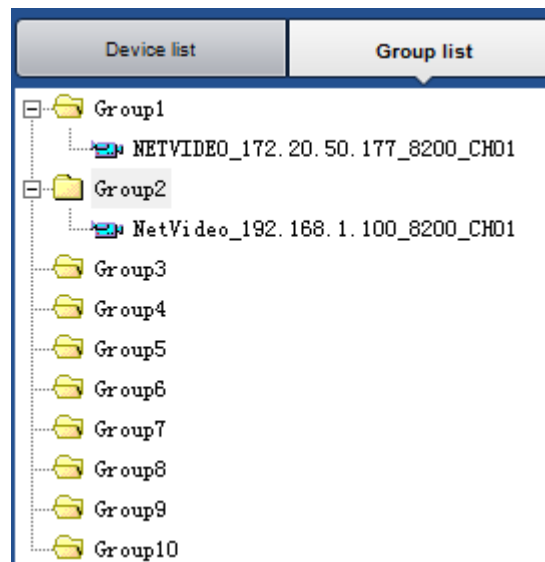 Device list Group list
Group1
NETVIDEO_172.20.50.177_8200_CH01
Group2
NetVideo_192.168.1.100_8200_CH01
Group3
Group4
Group5
Group6
Group7
Group8
Group9
Group10